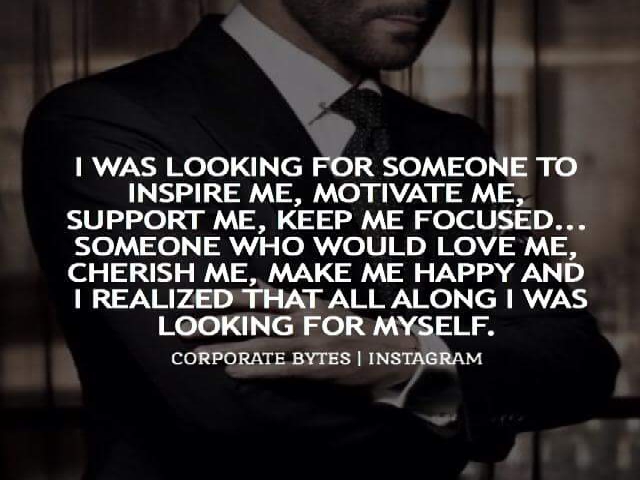 I WAS LOOKING FOR SOMEONE TO
INSPIRE ME, MOTIVATE ME,
SUPPORT ME, KEEP ME FOCUSED...
SOMEONE WHO WOULD LOVE ME,
CHERISH ME, MAKE ME HAPPY AND
I REALIZED THAT ALL ALONG I WAS
LOOKING FOR MYSELF.
CORPORATE BYTES | INSTAGRAM